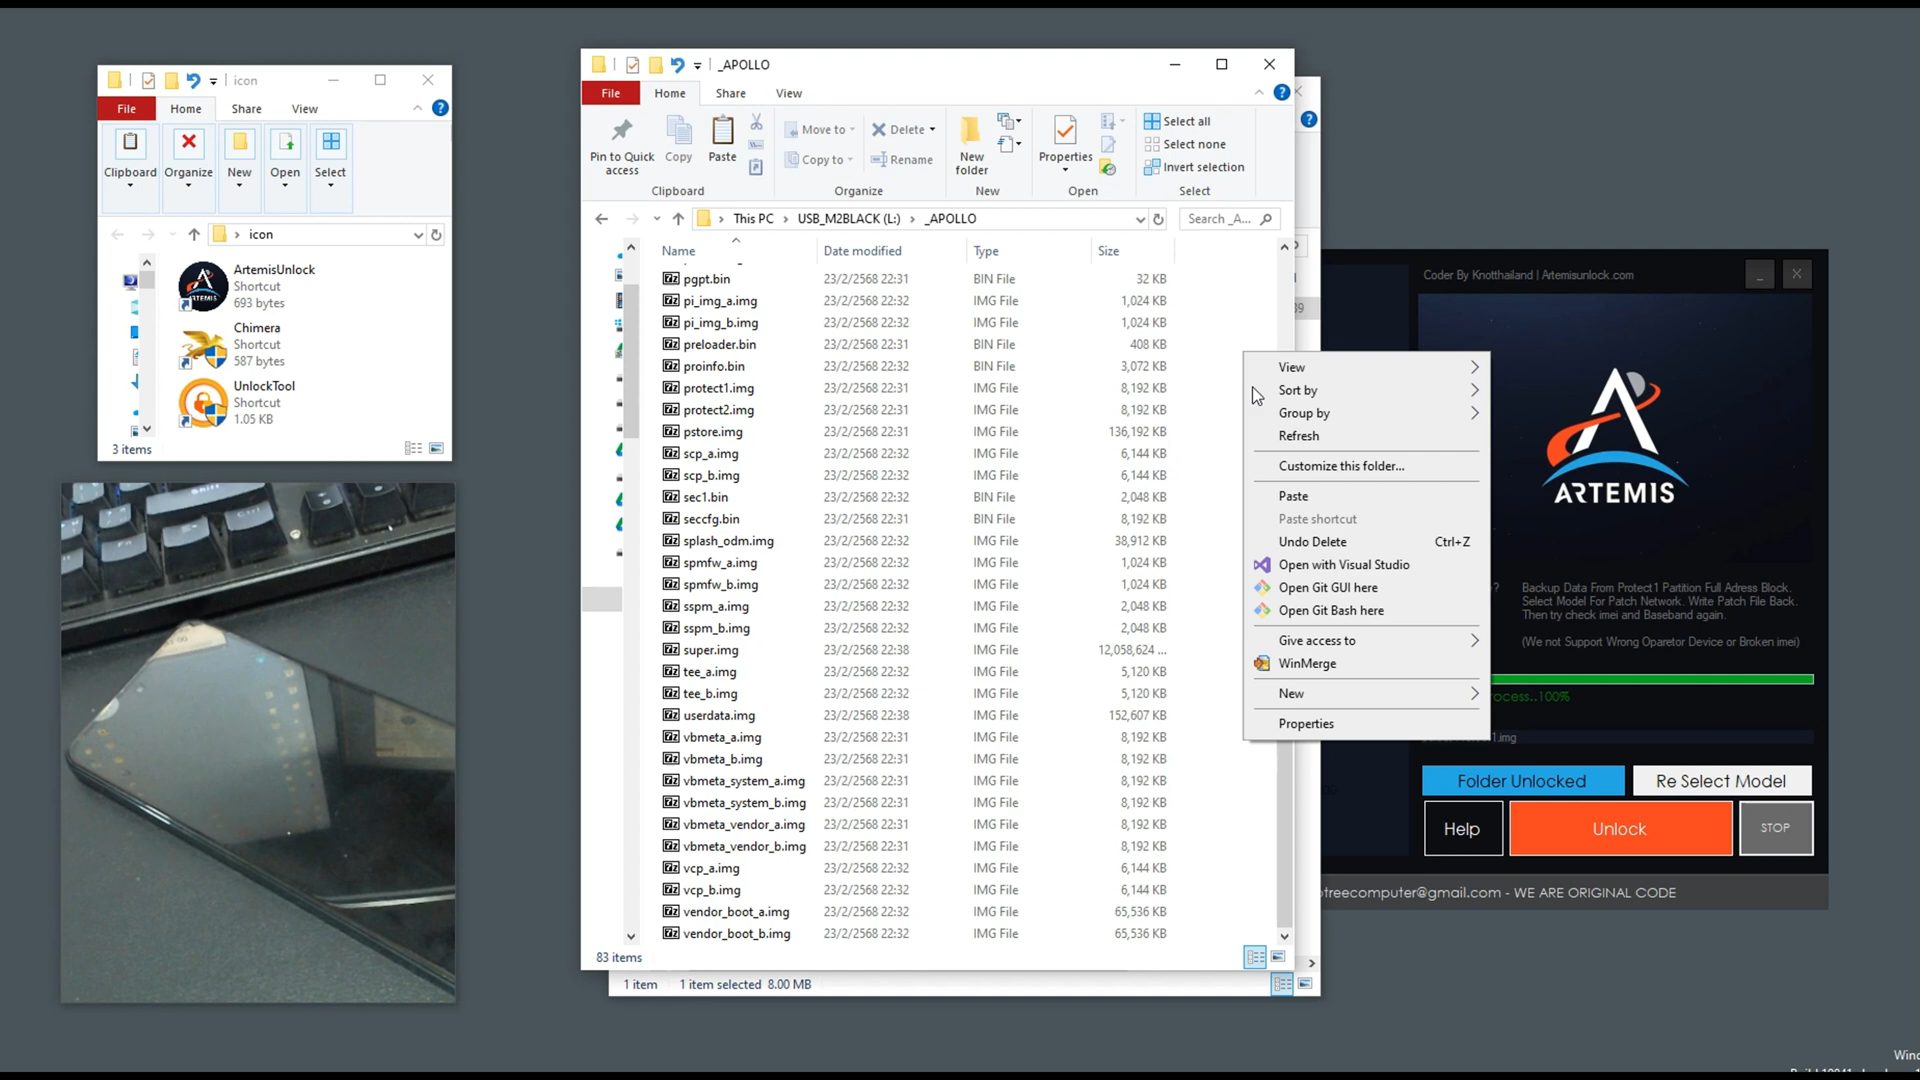 icon
File
Home
Share
View
Clipboard
Organize
New
Open
Select
icon
ArtemisUnlock
Shortcut
693 bytes
Chimera
Shortcut
587 bytes
UnlockTool
Shortcut
1.05 KB
3 items
_APOLLO
File
Home
Share
View
Pin to Quick access
Copy
Paste
Move to
Copy to
Delete
Rename
New folder
Properties
Select all
Select none
Invert selection
Clipboard
Organize
New
Open
Select
This PC > USB_M2BLACK (L:) > _APOLLO
Search _A...
Name Date modified Type Size
pgpt.bin 23/2/2568 22:31 BIN File 32 KB
pi_img_a.img 23/2/2568 22:32 IMG File 1,024 KB
pi_img_b.img 23/2/2568 22:32 IMG File 1,024 KB
preloader.bin 23/2/2568 22:32 BIN File 408 KB
proinfo.bin 23/2/2568 22:32 BIN File 3,072 KB
protect1.img 23/2/2568 22:31 IMG File 8,192 KB
protect2.img 23/2/2568 22:31 IMG File 8,192 KB
pstore.img 23/2/2568 22:31 IMG File 136,192 KB
scp_a.img 23/2/2568 22:32 IMG File 6,144 KB
scp_b.img 23/2/2568 22:32 IMG File 6,144 KB
sec1.bin 23/2/2568 22:32 BIN File 2,048 KB
seccfg.bin 23/2/2568 22:31 BIN File 8,192 KB
splash_odm.img 23/2/2568 22:32 IMG File 38,912 KB
spmfw_a.img 23/2/2568 22:32 IMG File 1,024 KB
spmfw_b.img 23/2/2568 22:32 IMG File 1,024 KB
sspm_a.img 23/2/2568 22:32 IMG File 2,048 KB
sspm_b.img 23/2/2568 22:32 IMG File 2,048 KB
super.img 23/2/2568 22:38 IMG File 12,058,624 ...
tee_a.img 23/2/2568 22:32 IMG File 5,120 KB
tee_b.img 23/2/2568 22:32 IMG File 5,120 KB
userdata.img 23/2/2568 22:38 IMG File 152,607 KB
vbmeta_a.img 23/2/2568 22:31 IMG File 8,192 KB
vbmeta_b.img 23/2/2568 22:31 IMG File 8,192 KB
vbmeta_system_a.img 23/2/2568 22:31 IMG File 8,192 KB
vbmeta_system_b.img 23/2/2568 22:31 IMG File 8,192 KB
vbmeta_vendor_a.img 23/2/2568 22:31 IMG File 8,192 KB
vbmeta_vendor_b.img 23/2/2568 22:31 IMG File 8,192 KB
vcp_a.img 23/2/2568 22:32 IMG File 6,144 KB
vcp_b.img 23/2/2568 22:32 IMG File 6,144 KB
vendor_boot_a.img 23/2/2568 22:32 IMG File 65,536 KB
vendor_boot_b.img 23/2/2568 22:32 IMG File 65,536 KB
83 items
1 item 1 item selected 8.00 MB
View
Sort by
Group by
Refresh
Customize this folder...
Paste
Paste shortcut
Undo Delete Ctrl+Z
Open with Visual Studio
Open Git GUI here
Open Git Bash here
Give access to
WinMerge
New
Properties
Coder By Knotthailand | Artemisunlock.com
ARTEMIS
Backup Data From Protect1 Partition Full Adress Block.
Select Model For Patch Network. Write Patch File Back.
Then try check imei and Baseband again.
(We not Support Wrong Oparetor Device or Broken imei)
rocess..100%
1.img
Folder Unlocked
Re Select Model
Help
Unlock
STOP
otreecomputer@gmail.com - WE ARE ORIGINAL CODE